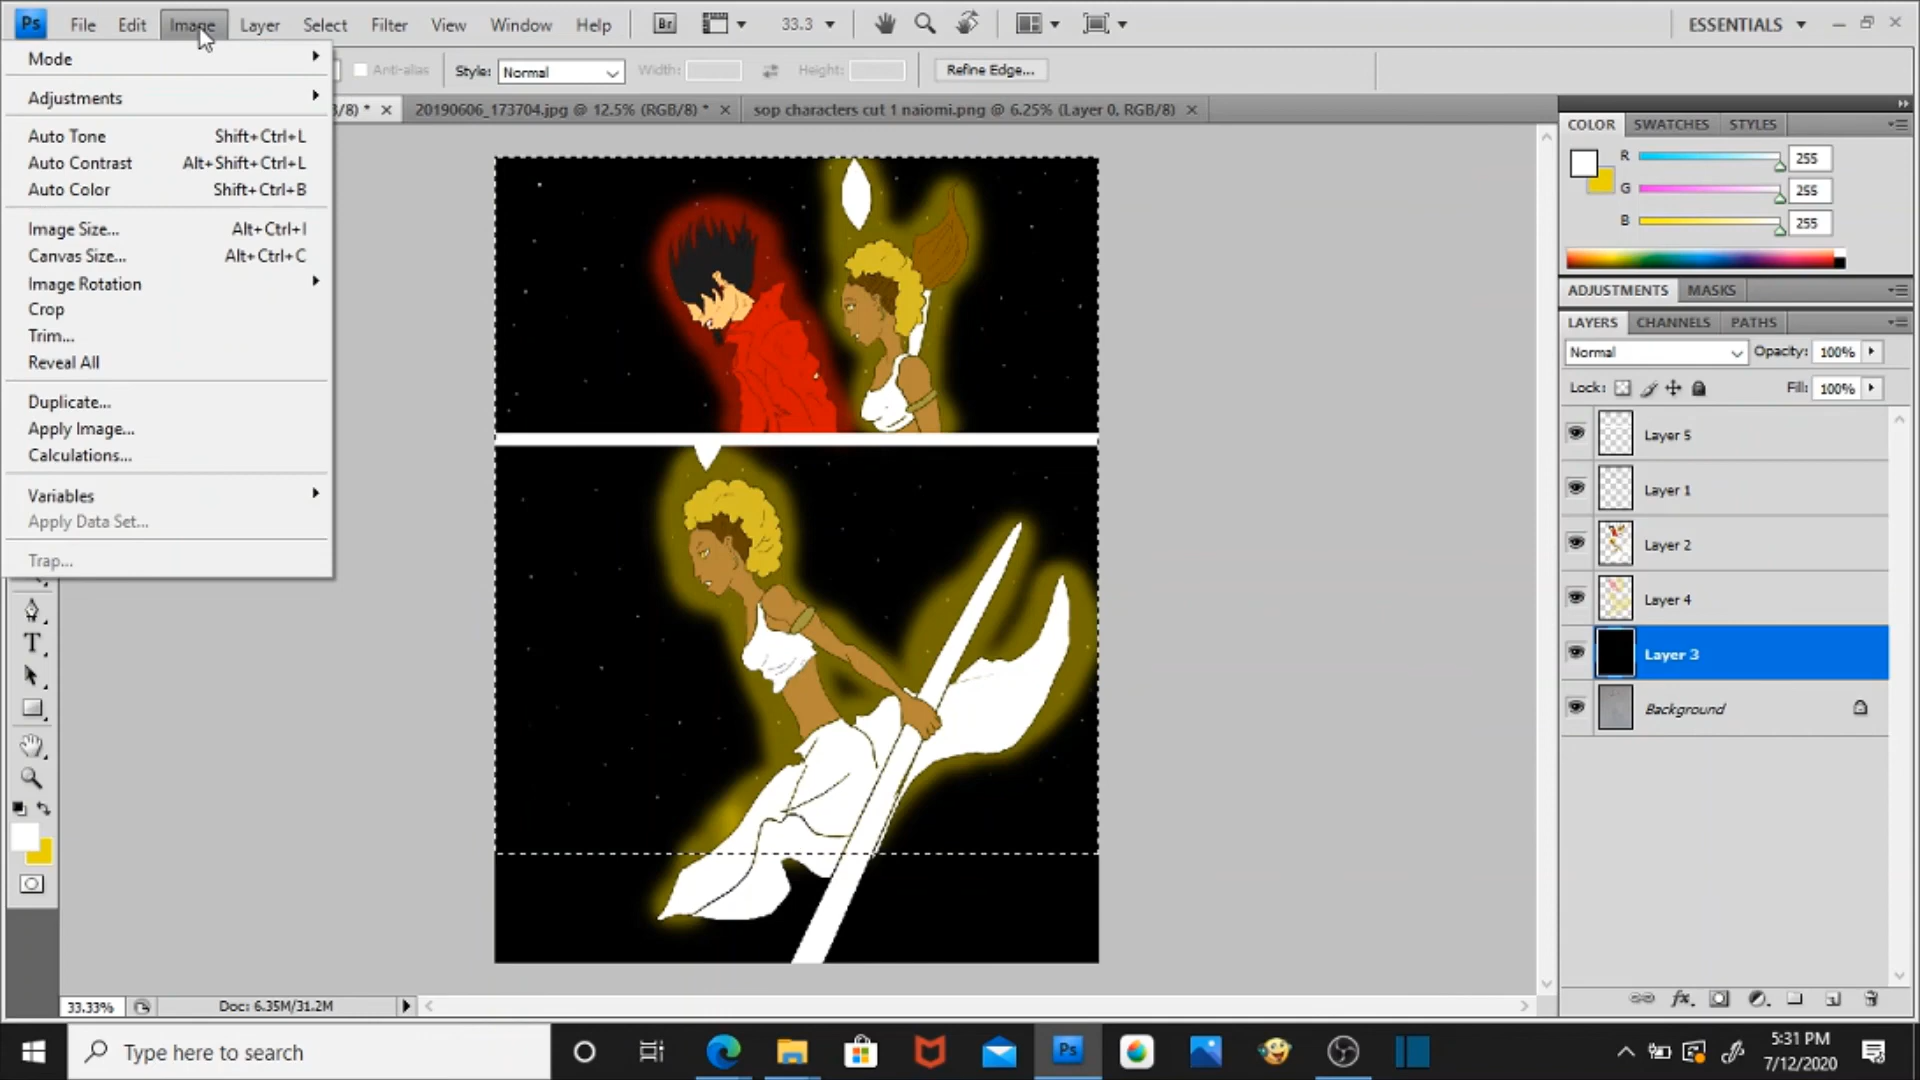 Ps File Edit Image Layer Select Filter View Window Help Br 33.3 ESSENTIALS
Anti-alias Style: Normal Width: Height: Refine Edge...
/8) * × 20190606_173704.jpg @ 12.5% (RGB/8) * × sop characters cut 1 naiomi.png @ 6.25% (Layer 0, RGB/8) ×
Mode
Adjustments
Auto Tone Shift+Ctrl+L
Auto Contrast Alt+Shift+Ctrl+L
Auto Color Shift+Ctrl+B
Image Size... Alt+Ctrl+I
Canvas Size... Alt+Ctrl+C
Image Rotation
Crop
Trim...
Reveal All
Duplicate...
Apply Image...
Calculations...
Variables
Apply Data Set...
Trap...
T
COLOR SWATCHES STYLES
R 255
G 255
B 255
ADJUSTMENTS MASKS
LAYERS CHANNELS PATHS
Normal Opacity: 100%
Lock: Fill: 100%
Layer 5
Layer 1
Layer 2
Layer 4
Layer 3
Background
fx
33.33% Doc: 6.35M/31.2M
Type here to search
Ps
5:31 PM
7/12/2020